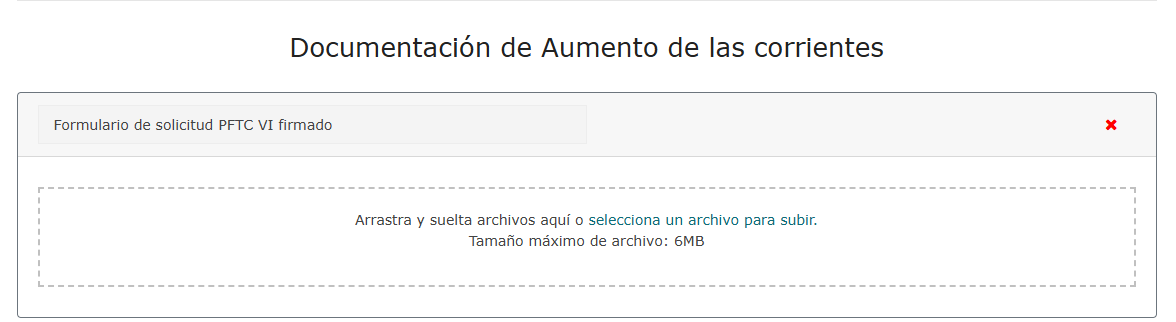 Documentación de Aumento de las corrientes
Formulario de solicitud PFTC VI firmado
Arrastra y suelta archivos aquí o selecciona un archivo para subir.
Tamaño máximo de archivo: 6MB